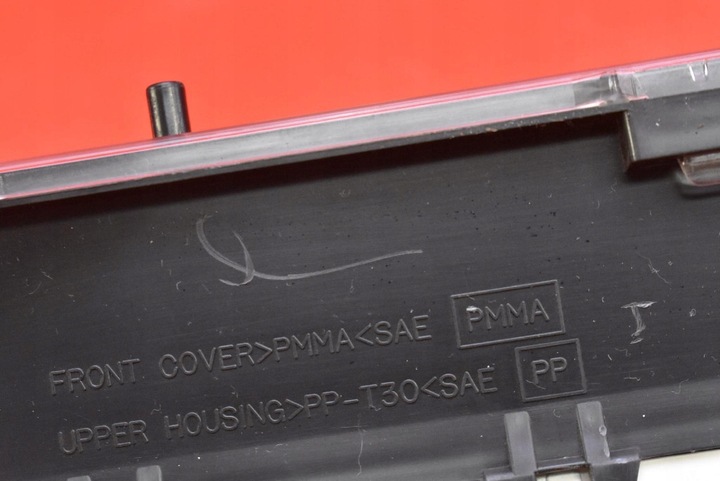 FRONT COVER>PMMA<SAE PMMA
UPPER HOUSING>PP-T30<SAE PP